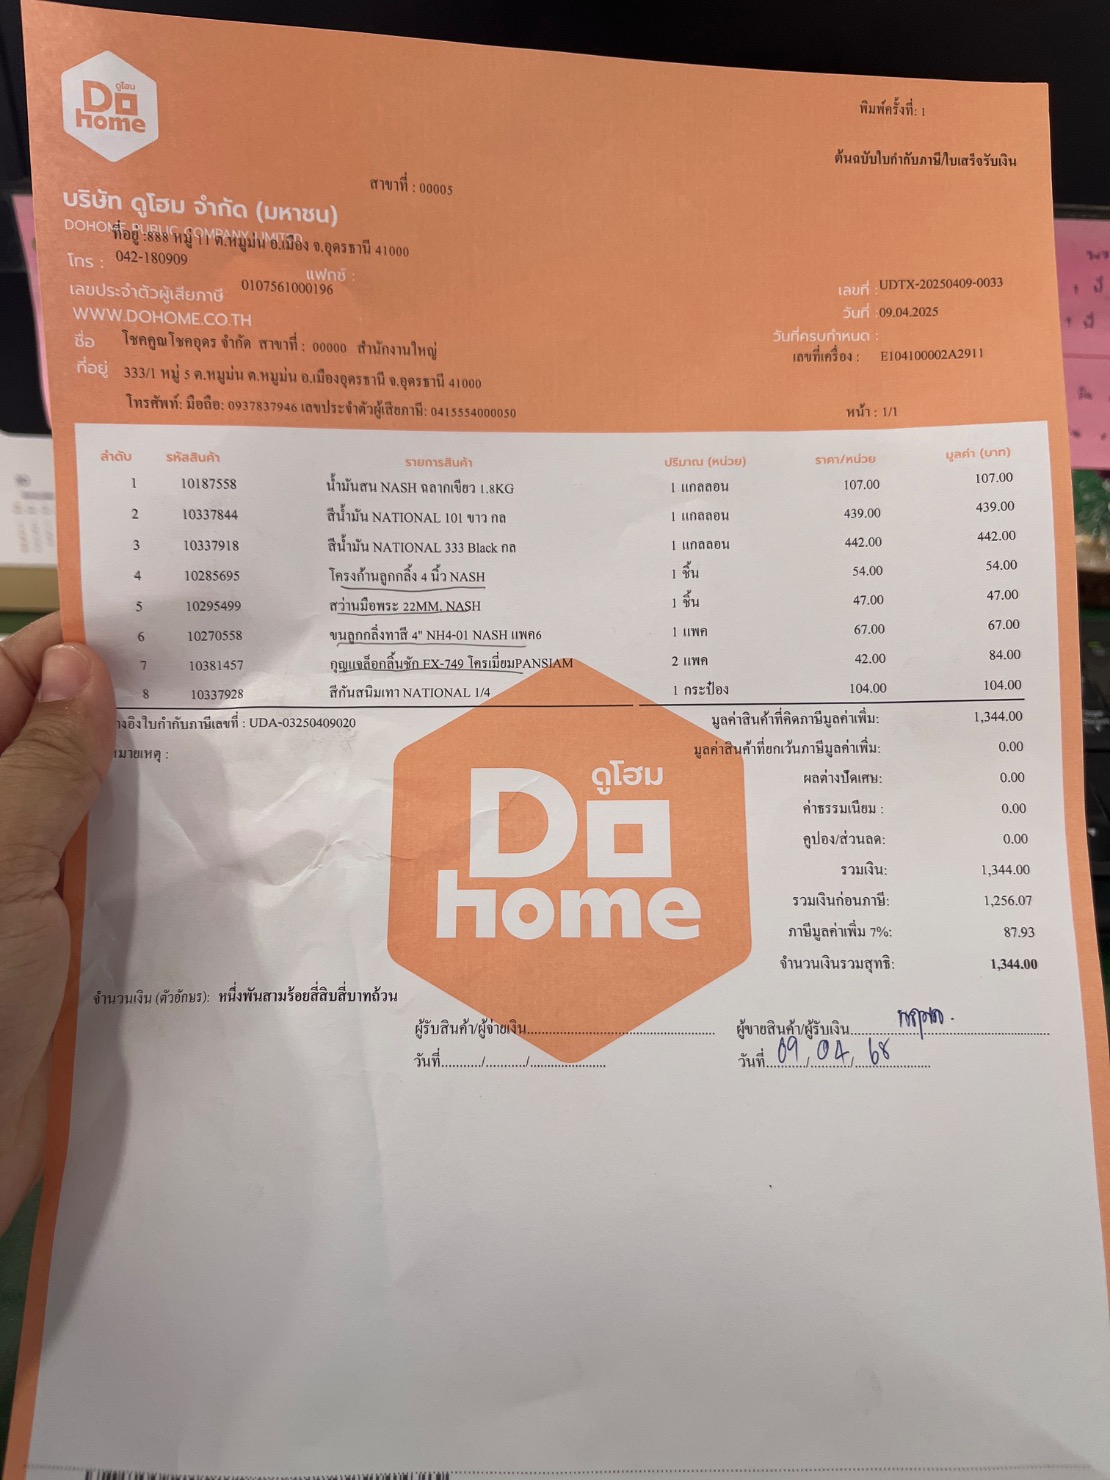 ดูโฮม
Do
home
พิมพ์ครั้งที่: 1
ต้นฉบับใบกำกับภาษี/ใบเสร็จรับเงิน
สาขาที่ : 00005
บริษัท ดูโฮม จำกัด (มหาชน)
DOHOME PUBLIC COMPANY LIMITED
ที่อยู่ :888 หมู่ 11 ต.หมูม่น อ.เมือง จ.อุดรธานี 41000
โทร : 042-180909 แฟกซ์ :
เลขประจำตัวผู้เสียภาษี 0107561000196
เลขที่ : UDTX-20250409-0033
WWW.DOHOME.CO.TH
วันที่ : 09.04.2025
วันที่ครบกำหนด :
ชื่อ โชคคูณโชคอุดร จำกัด สาขาที่ : 00000 สำนักงานใหญ่
เลขที่เครื่อง : E104100002A2911
ที่อยู่ 333/1 หมู่ 5 ต.หมูม่น ต.หมูม่น อ.เมืองอุดรธานี จ.อุดรธานี 41000
โทรศัพท์: มือถือ: 0937837946 เลขประจำตัวผู้เสียภาษี: 0415554000050
หน้า : 1/1
ลำดับ รหัสสินค้า รายการสินค้า ปริมาณ (หน่วย) ราคา/หน่วย มูลค่า (บาท)
1 10187558 น้ำมันสน NASH ฉลากเขียว 1.8KG 1 แกลลอน 107.00 107.00
2 10337844 สีน้ำมัน NATIONAL 101 ขาว กล 1 แกลลอน 439.00 439.00
3 10337918 สีน้ำมัน NATIONAL 333 Black กล 1 แกลลอน 442.00 442.00
4 10285695 โครงก้านลูกกลิ้ง 4 นิ้ว NASH 1 ชิ้น 54.00 54.00
5 10295499 สว่านมือพระ 22MM. NASH 1 ชิ้น 47.00 47.00
6 10270558 ขนลูกกลิ้งทาสี 4" NH4-01 NASH แพค6 1 แพค 67.00 67.00
7 10381457 กุญแจล็อกลิ้นชัก EX-749 โครเมี่ยมPANSIAM 2 แพค 42.00 84.00
8 10337928 สีกันสนิมเทา NATIONAL 1/4 1 กระป๋อง 104.00 104.00
างอิงใบกำกับภาษีเลขที่ : UDA-03250409020
มูลค่าสินค้าที่คิดภาษีมูลค่าเพิ่ม: 1,344.00
มายเหตุ :
มูลค่าสินค้าที่ยกเว้นภาษีมูลค่าเพิ่ม: 0.00
ผลต่างปัดเศษ: 0.00
ค่าธรรมเนียม : 0.00
คูปอง/ส่วนลด: 0.00
รวมเงิน: 1,344.00
รวมเงินก่อนภาษี: 1,256.07
ภาษีมูลค่าเพิ่ม 7%: 87.93
จำนวนเงินรวมสุทธิ: 1,344.00
ดูโฮม
Do
home
จำนวนเงิน (ตัวอักษร): หนึ่งพันสามร้อยสี่สิบสี่บาทถ้วน
ผู้รับสินค้า/ผู้จ่ายเงิน
ผู้ขายสินค้า/ผู้รับเงิน
วันที่............/............/......................
วันที่ 09 / 04 / 68